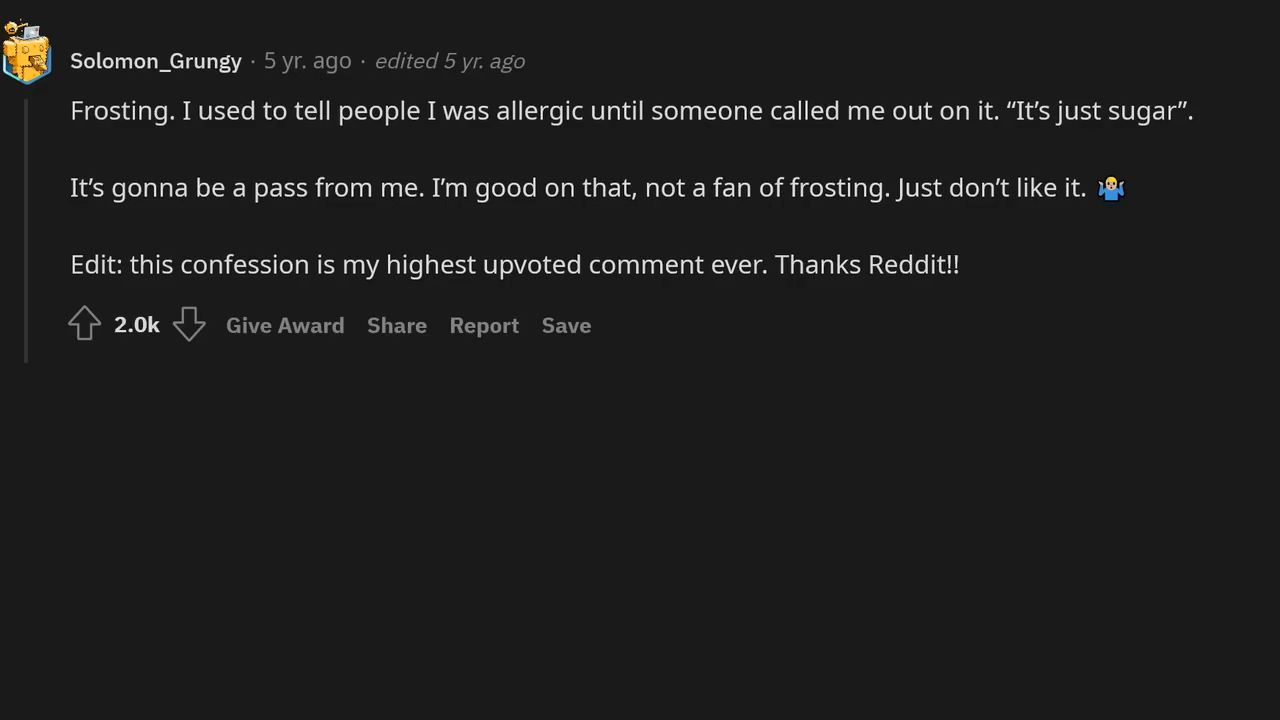 Solomon_Grungy · 5 yr. ago · edited 5 yr. ago
Frosting. I used to tell people I was allergic until someone called me out on it. “It’s just sugar”.
It’s gonna be a pass from me. I’m good on that, not a fan of frosting. Just don’t like it. 🤷🏼‍♂️
Edit: this confession is my highest upvoted comment ever. Thanks Reddit!!
2.0k Give Award Share Report Save